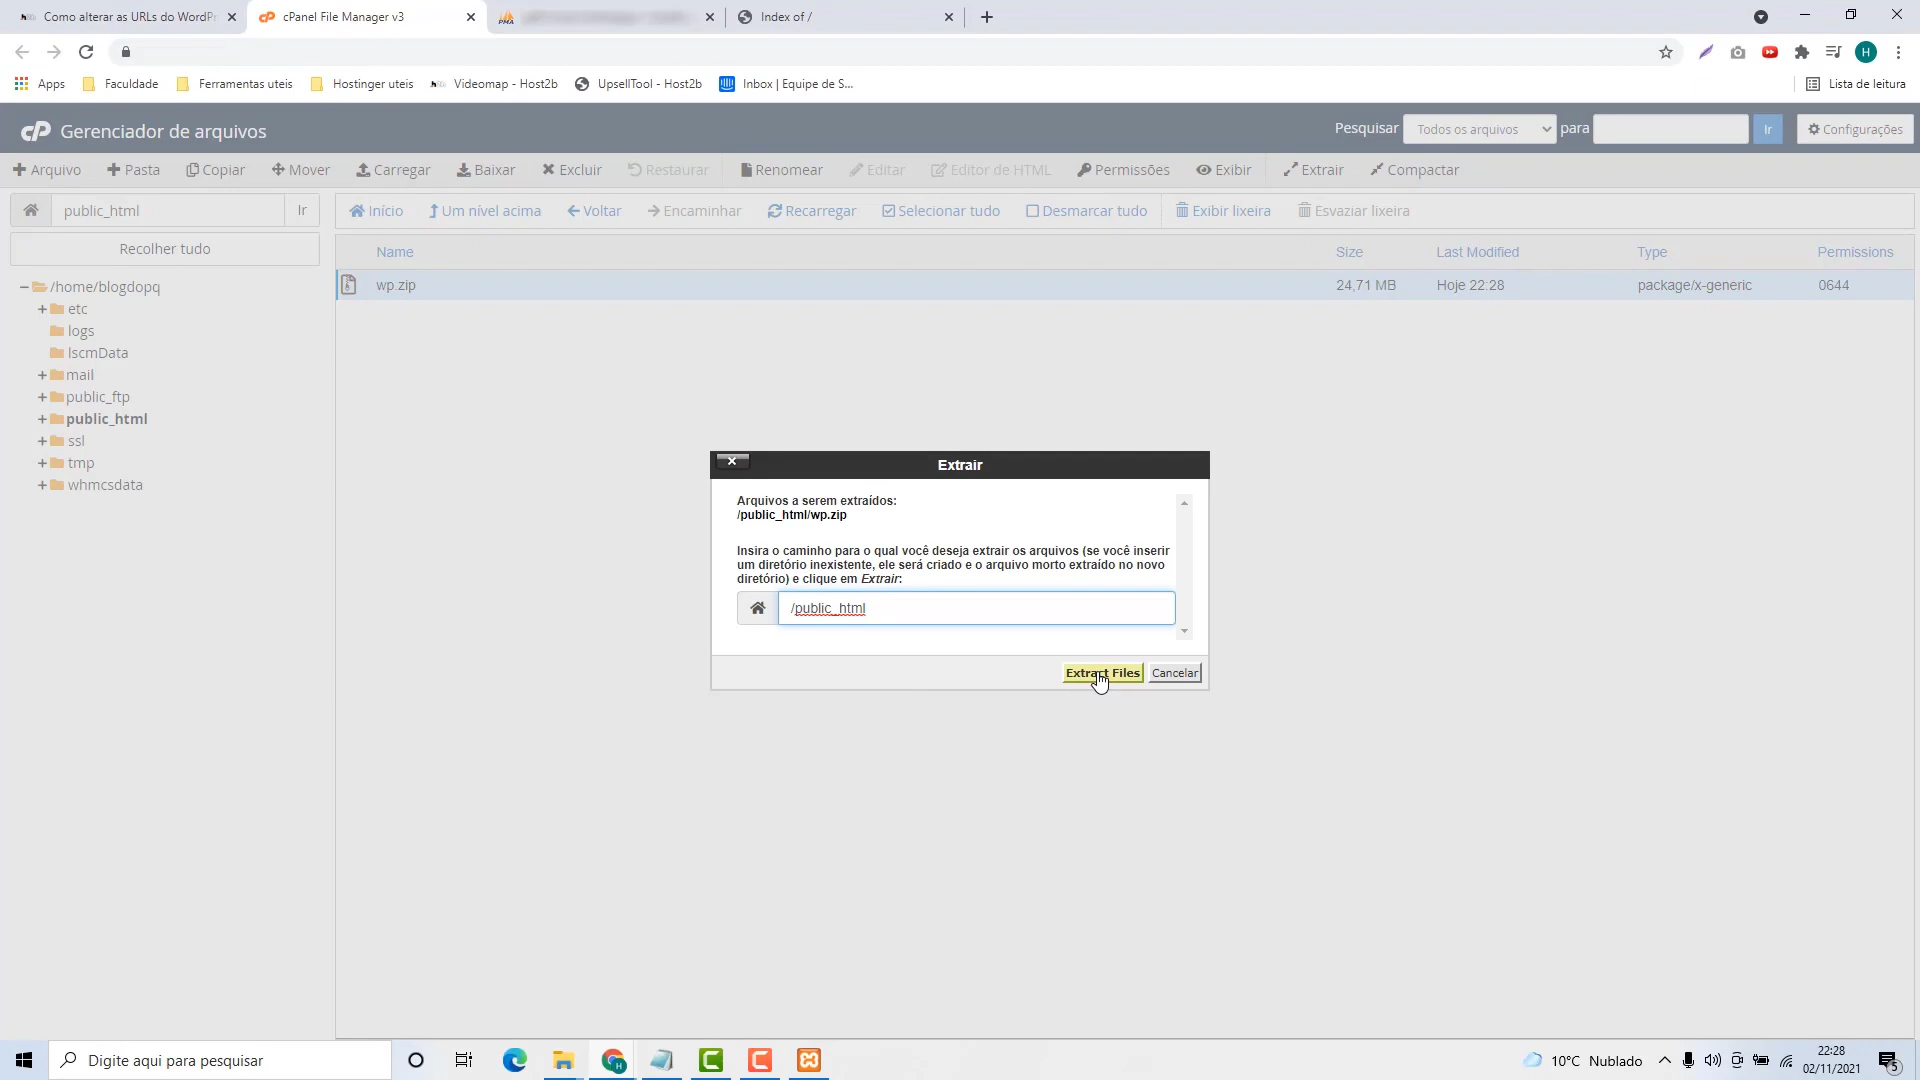 Como alterar as URLs do WordPr
cPanel File Manager v3
Index of /
H
Apps
Faculdade
Ferramentas uteis
Hostinger uteis
Videomap - Host2b
UpsellTool - Host2b
Inbox | Equipe de S...
Lista de leitura
cP Gerenciador de arquivos
Pesquisar
Todos os arquivos
para
Ir
Configurações
Arquivo
Pasta
Copiar
Mover
Carregar
Baixar
Excluir
Restaurar
Renomear
Editar
Editor de HTML
Permissões
Exibir
Extrair
Compactar
public_html
Ir
Início
Um nível acima
Voltar
Encaminhar
Recarregar
Selecionar tudo
Desmarcar tudo
Exibir lixeira
Esvaziar lixeira
Recolher tudo
Name
Size
Last Modified
Type
Permissions
wp.zip
24,71 MB
Hoje 22:28
package/x-generic
0644
/home/blogdopq
etc
logs
lscmData
mail
public_ftp
public_html
ssl
tmp
whmcsdata
Extrair
Arquivos a serem extraídos:
/public_html/wp.zip
Insira o caminho para o qual você deseja extrair os arquivos (se você inserir
um diretório inexistente, ele será criado e o arquivo morto extraído no novo
diretório) e clique em Extrair:
/public_html
Extract Files
Cancelar
Digite aqui para pesquisar
10°C Nublado
22:28
02/11/2021
5